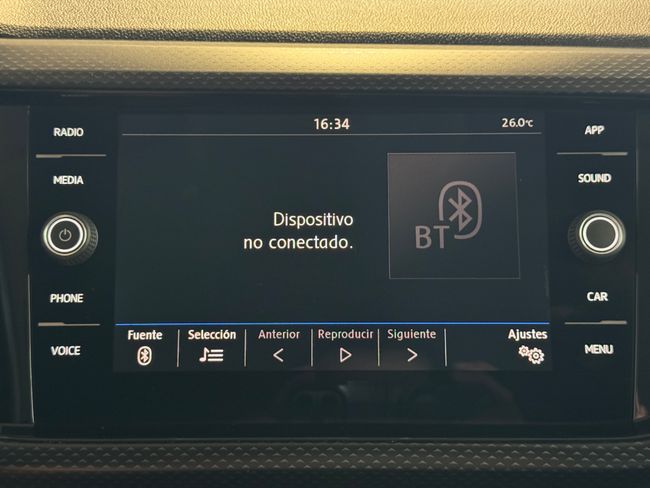 RADIO
MEDIA
PHONE
VOICE
16:34
26.0°C
Dispositivo
no conectado.
BT
Fuente
Selección
Anterior
Reproducir
Siguiente
Ajustes
APP
SOUND
CAR
MENU